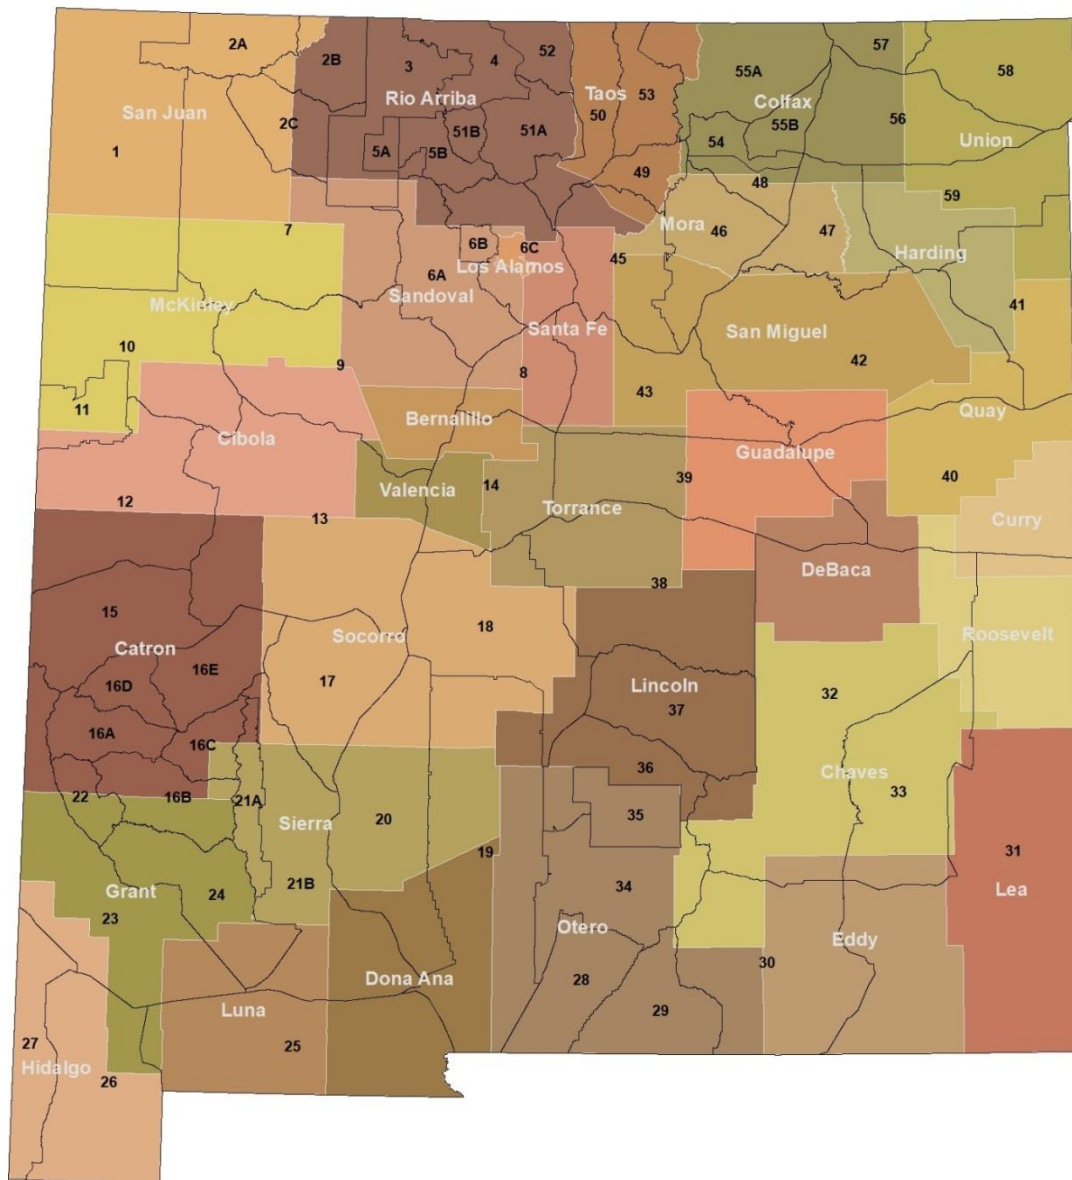 2A
57
2B
3
4
52
55A
58
Rio Arriba
Taos
53
Colfax
San Juan
50
55B
56
2C
51B
51A
54
Union
1
5A
5B
49
48
59
7
Mora
46
47
6B
6C
45
Harding
6A
Los Alamos
Sandoval
McKinley
41
Santa Fe
San Miguel
10
9
8
42
11
43
Bernalillo
Quay
Cibola
Guadalupe
Valencia
14
39
40
12
13
Torrance
Curry
DeBaca
38
15
18
Socorro
Roosevelt
Catron
16E
16D
17
Lincoln
32
37
16A
16C
36
Chaves
22
16B
21A
20
33
Sierra
35
19
31
Grant
24
21B
34
Lea
23
Otero
Eddy
Dona Ana
28
30
Luna
29
27
25
Hidalgo
26